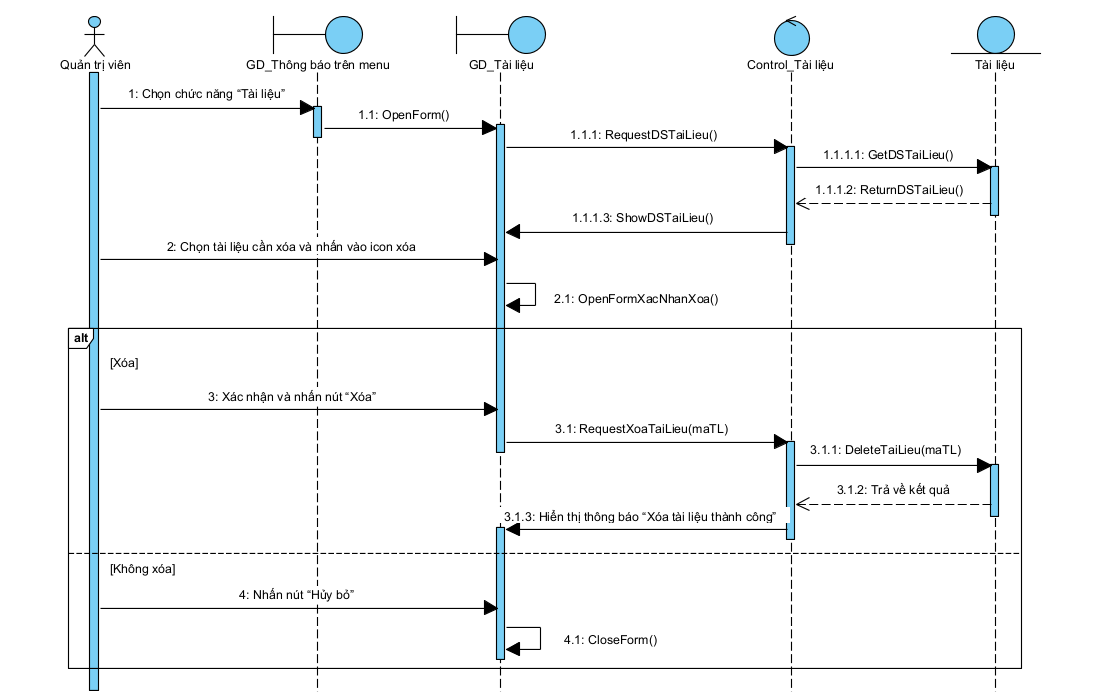 Quản trị viên
GD_Thông báo trên menu
GD_Tài liệu
Control_Tài liệu
Tài liệu
1: Chọn chức năng “Tài liệu”
1.1: OpenForm()
1.1.1: RequestDSTaiLieu()
1.1.1.1: GetDSTaiLieu()
1.1.1.2: ReturnDSTaiLieu()
1.1.1.3: ShowDSTaiLieu()
2: Chọn tài liệu cần xóa và nhấn vào icon xóa
2.1: OpenFormXacNhanXoa()
alt
[Xóa]
3: Xác nhận và nhấn nút “Xóa”
3.1: RequestXoaTaiLieu(maTL)
3.1.1: DeleteTaiLieu(maTL)
3.1.2: Trả về kết quả
3.1.3: Hiển thị thông báo “Xóa tài liệu thành công”
[Không xóa]
4: Nhấn nút “Hủy bỏ”
4.1: CloseForm()